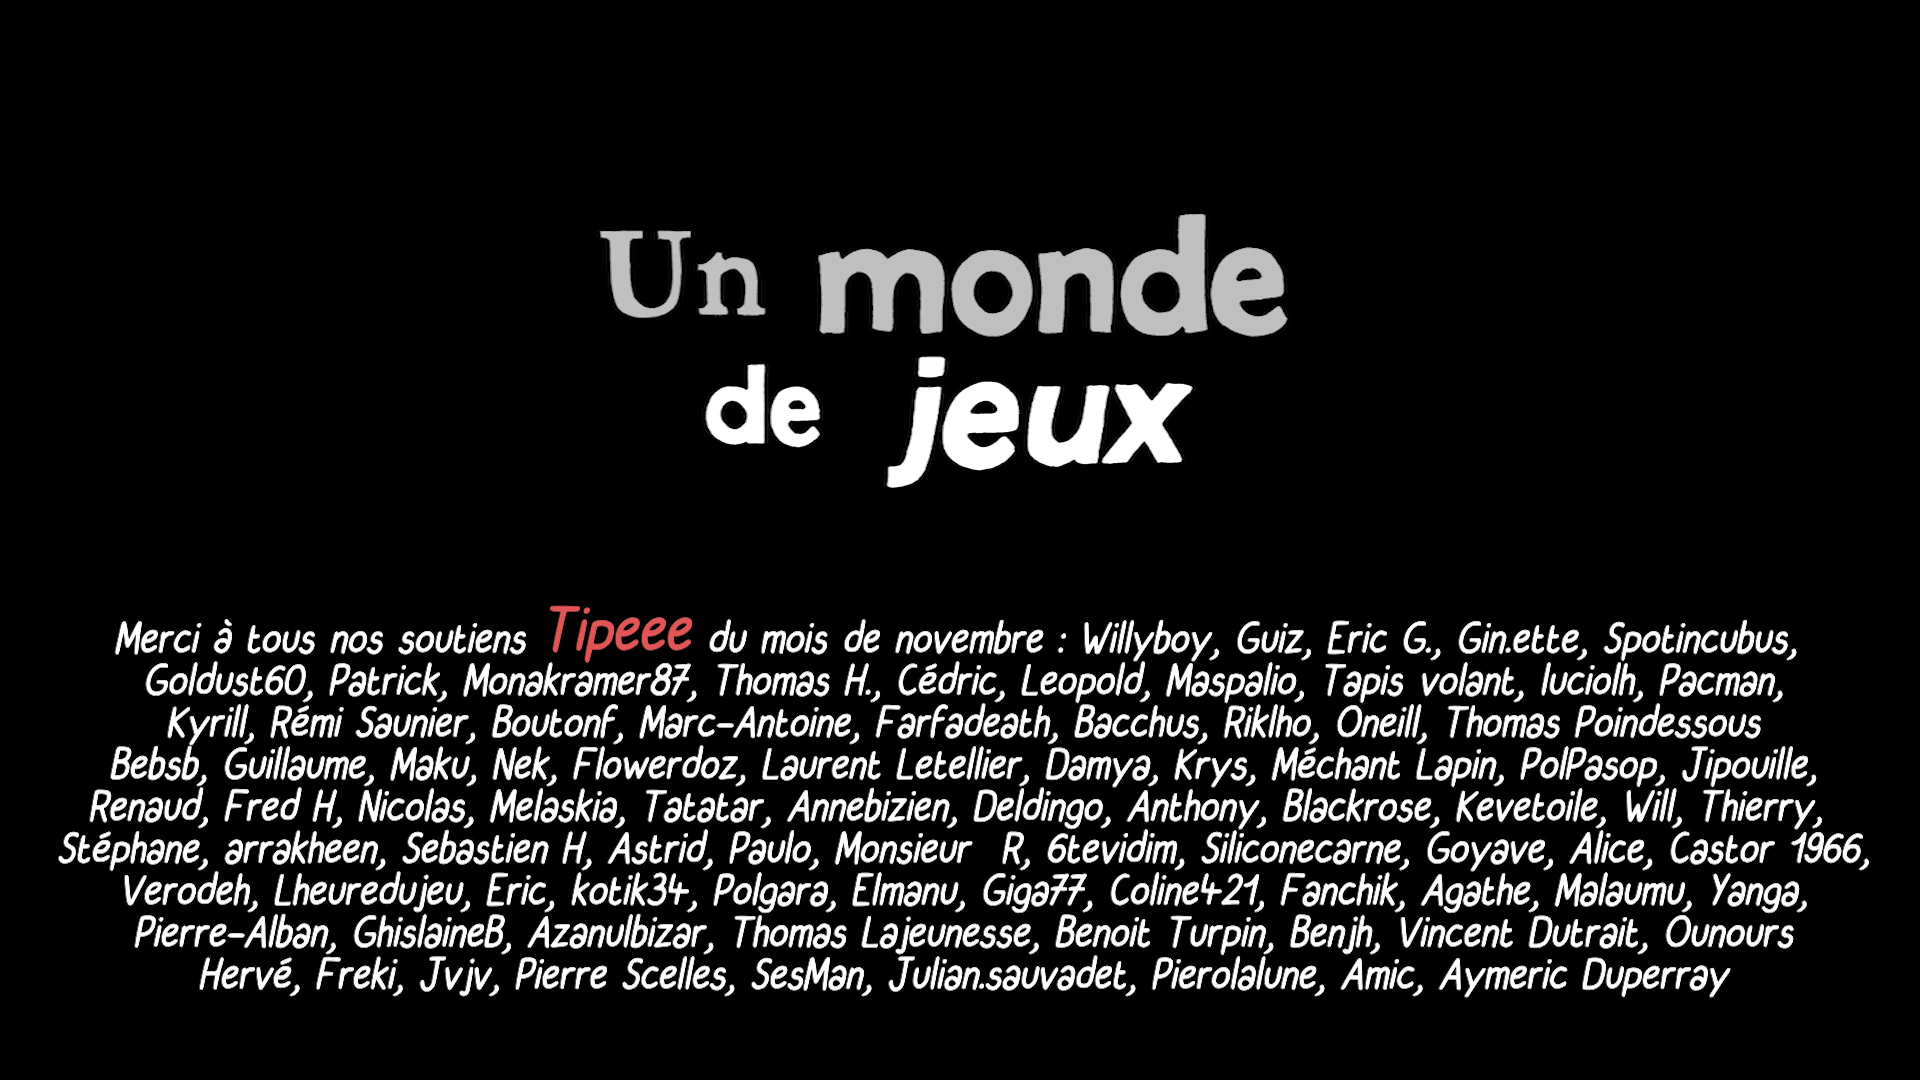 Un monde
de jeux
Merci à tous nos soutiens Tipeee du mois de novembre : Willyboy, Guiz, Eric G., Gin.ette, Spotincubus,
Goldust60, Patrick, Monakramer87, Thomas H., Cédric, Leopold, Maspalio, Tapis volant, luciolh, Pacman,
Kyrill, Rémi Saunier, Boutonf, Marc-Antoine, Farfadeath, Bacchus, Riklho, Oneill, Thomas Poindessous
Bebsb, Guillaume, Maku, Nek, Flowerdoz, Laurent Letellier, Damya, Krys, Méchant Lapin, PolPasop, Jipouille,
Renaud, Fred H, Nicolas, Melaskia, Tatatar, Annebizien, Deldingo, Anthony, Blackrose, Kevetoile, Will, Thierry,
Stéphane, arrakheen, Sebastien H, Astrid, Paulo, Monsieur R, 6tevidim, Siliconecarne, Goyave, Alice, Castor 1966,
Verodeh, Lheuredujeu, Eric, kotik34, Polgara, Elmanu, Giga77, Coline421, Fanchik, Agathe, Malaumu, Yanga,
Pierre-Alban, GhislaineB, Azanulbizar, Thomas Lajeunesse, Benoit Turpin, Benjh, Vincent Dutrait, Ounours
Hervé, Freki, Jvjv, Pierre Scelles, SesMan, Julian.sauvadet, Pierolalune, Amic, Aymeric Duperray